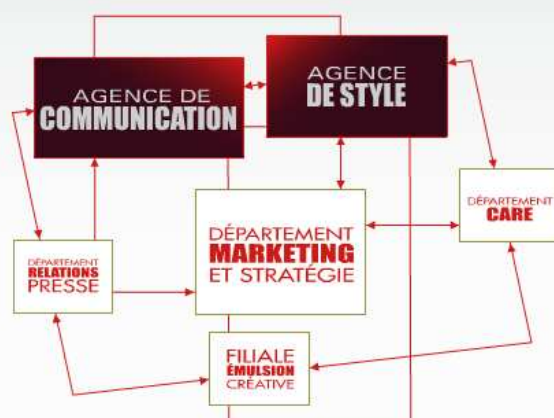 AGENCE DE
COMMUNICATION
AGENCE
DE STYLE
DÉPARTEMENT
CARE
DÉPARTEMENT
MARKETING
ET STRATÉGIE
DÉPARTEMENT
RELATIONS
PRESSE
FILIALE
ÉMULSION
CRÉATIVE